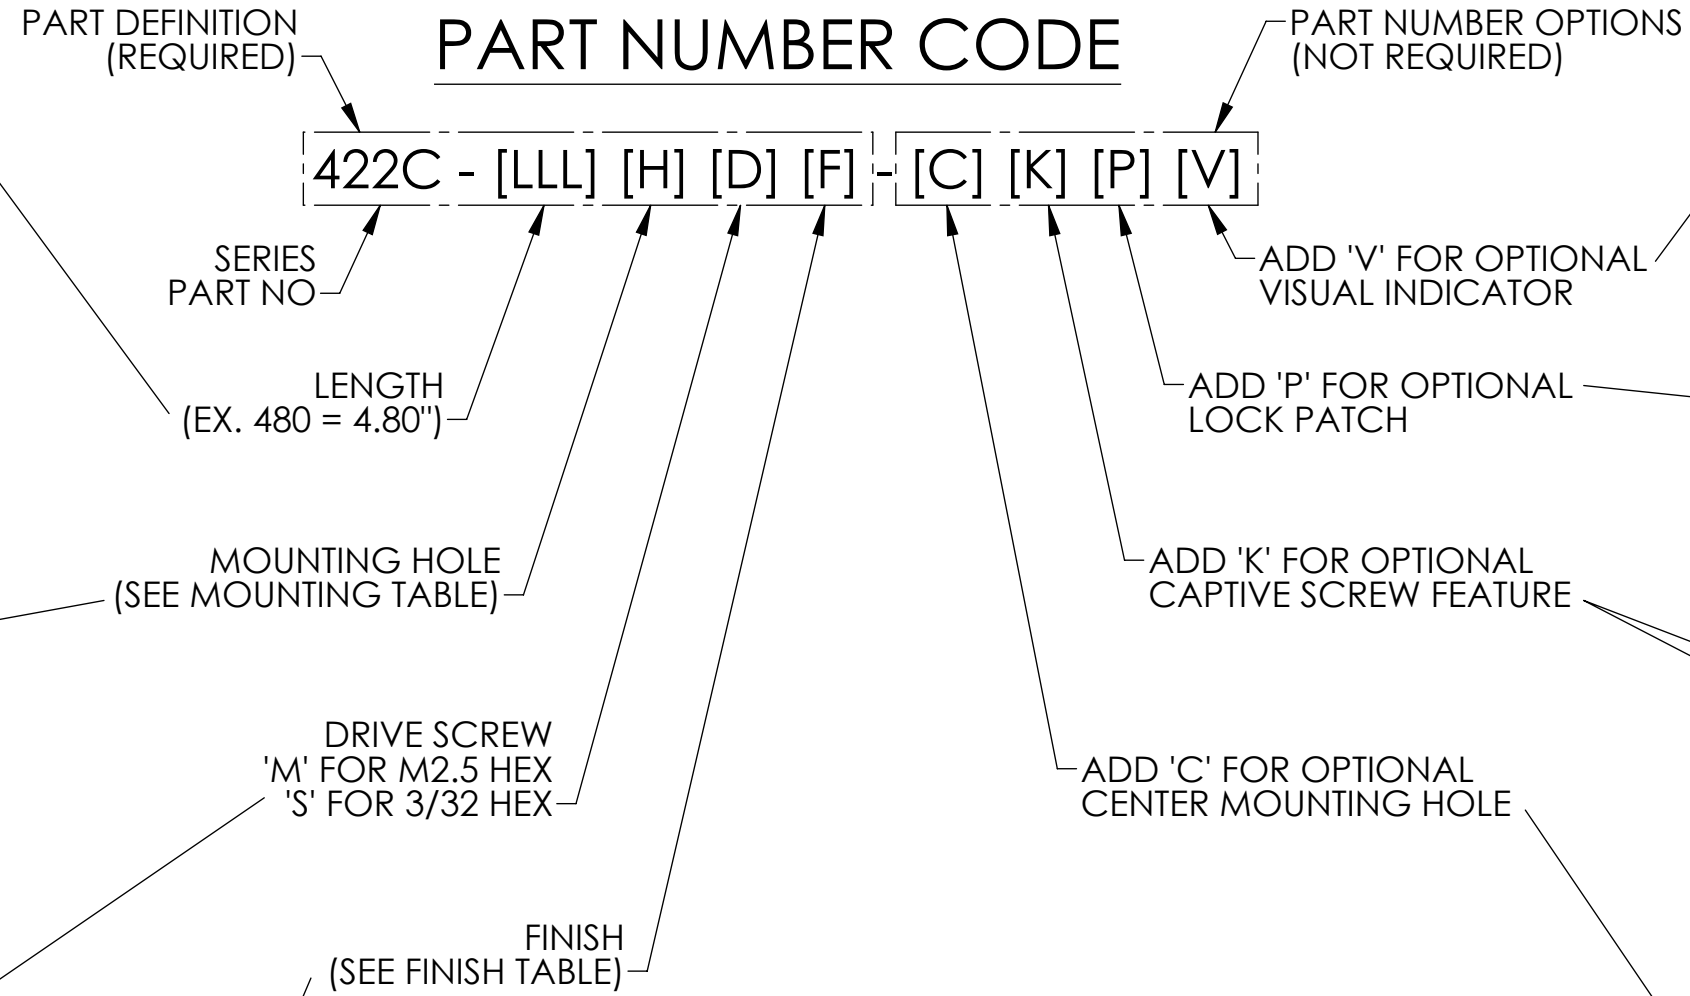 PART DEFINITION
(REQUIRED)
PART NUMBER CODE
PART NUMBER OPTIONS
(NOT REQUIRED)
422C - [LLL] [H] [D] [F] - [C] [K] [P] [V]
SERIES
PART NO
ADD 'V' FOR OPTIONAL
VISUAL INDICATOR
LENGTH
(EX. 480 = 4.80")
ADD 'P' FOR OPTIONAL
LOCK PATCH
MOUNTING HOLE
(SEE MOUNTING TABLE)
ADD 'K' FOR OPTIONAL
CAPTIVE SCREW FEATURE
DRIVE SCREW
'M' FOR M2.5 HEX
'S' FOR 3/32 HEX
ADD 'C' FOR OPTIONAL
CENTER MOUNTING HOLE
FINISH
(SEE FINISH TABLE)